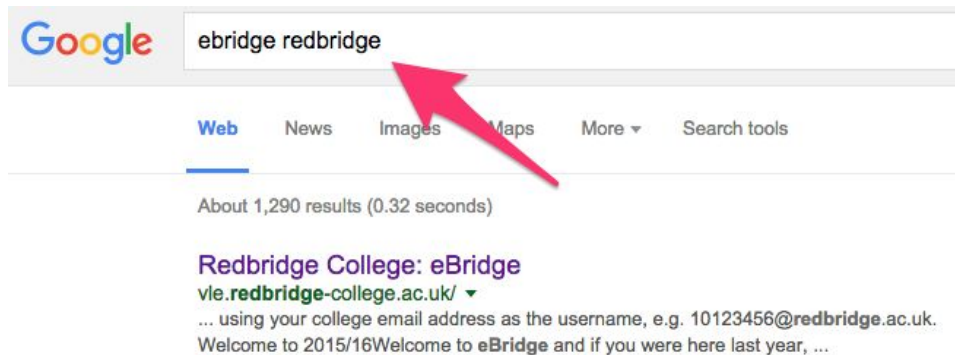 Google ebridge redbridge
Web News Images Maps More Search tools
About 1,290 results (0.32 seconds)
Redbridge College: eBridge
vle.redbridge-college.ac.uk/
... using your college email address as the username, e.g. 10123456@redbridge.ac.uk.
Welcome to 2015/16Welcome to eBridge and if you were here last year, ...